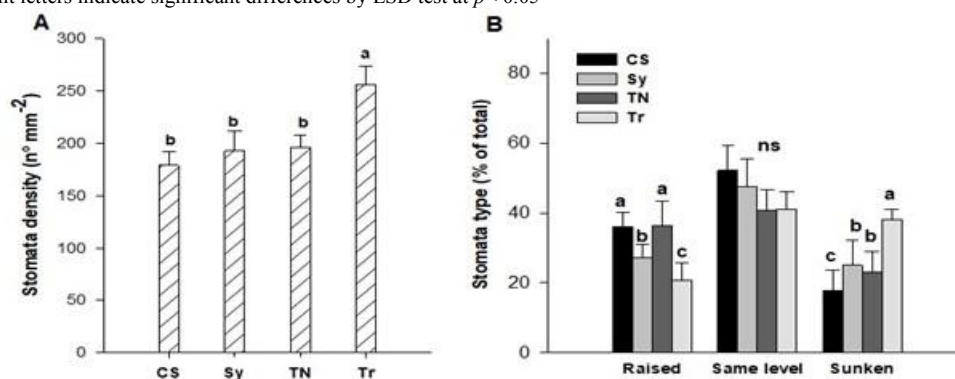 nt letters indicate significant differences by LSD test at p <0.05
A
B
300
250
200
150
100
50
0
Stomata density (nº mm-2)
b
b
b
a
CS Sy TN Tr
80
60
40
20
0
Stomata type (% of total)
CS
Sy
TN
Tr
a
b
a
c
ns
c
b
b
a
Raised Same level Sunken